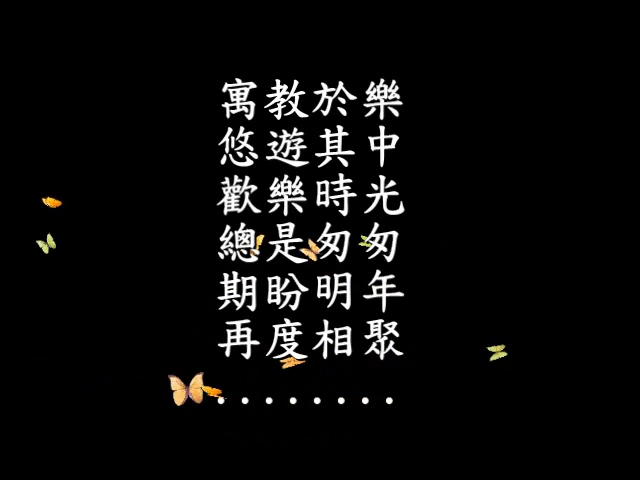 寓教於樂
悠遊其中
歡樂時光
總是匆匆
期盼明年
再度相聚
........